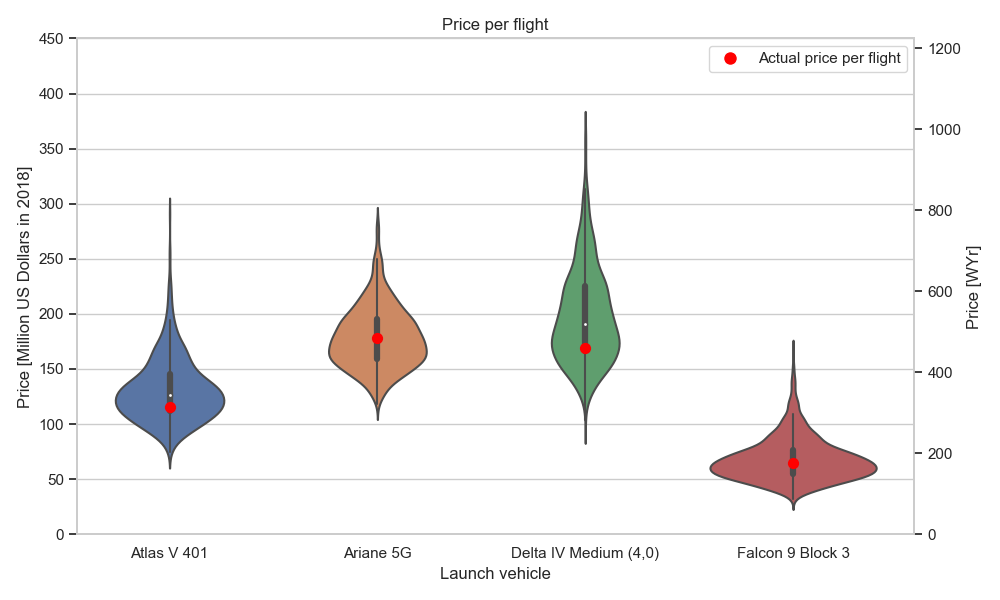 Price per flight
Actual price per flight
Price [Million US Dollars in 2018]
450
400
350
300
250
200
150
100
50
0
Price [WYr]
1200
1000
800
600
400
200
0
Atlas V 401
Ariane 5G
Delta IV Medium (4,0)
Falcon 9 Block 3
Launch vehicle